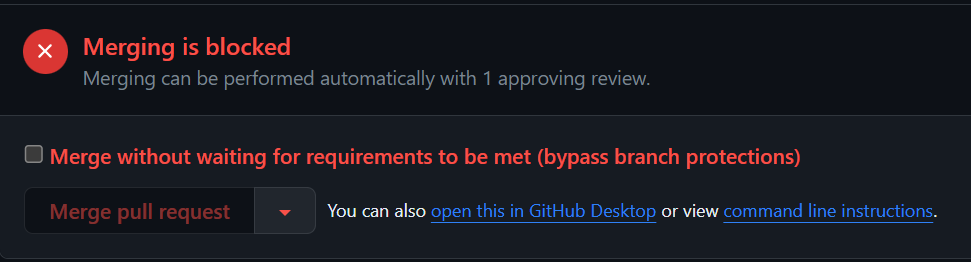 Merging is blocked
Merging can be performed automatically with 1 approving review.
Merge without waiting for requirements to be met (bypass branch protections)
Merge pull request
You can also open this in GitHub Desktop or view command line instructions.